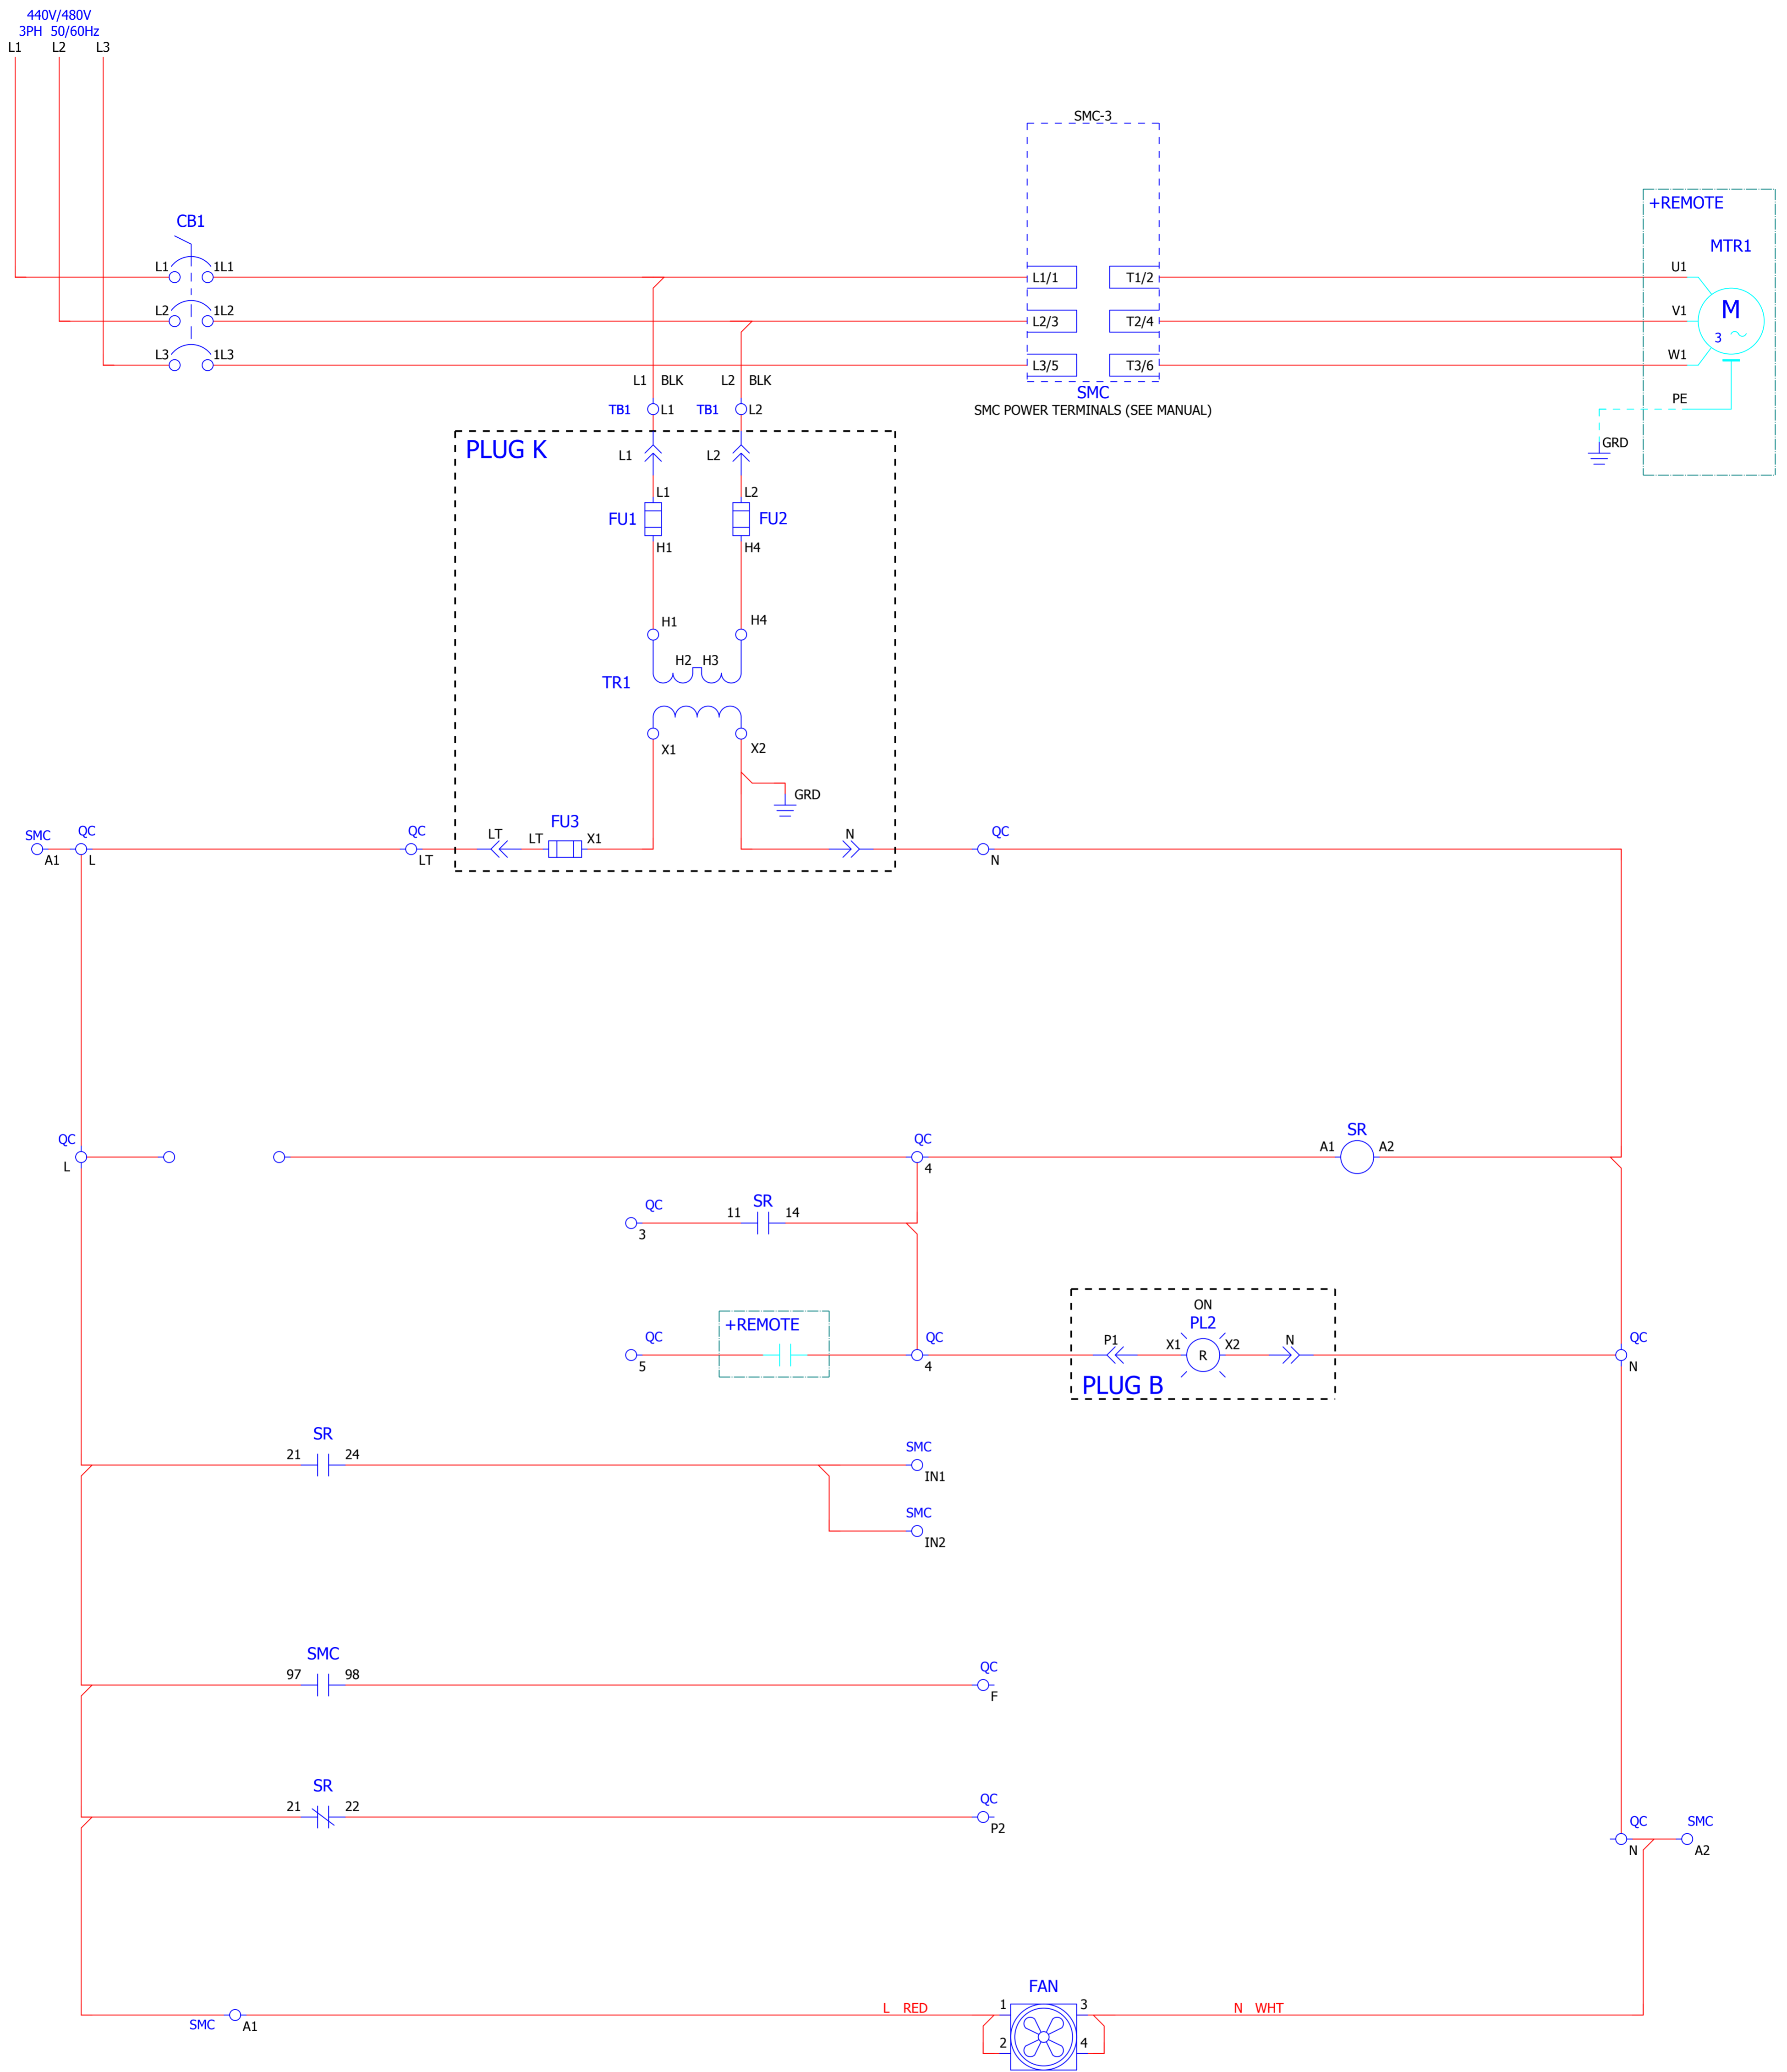 440V/480V
3PH 50/60Hz
L1 L2 L3
SMC-3
+REMOTE
CB1
MTR1
L1 1L1 L1/1 T1/2 U1
L2 1L2 L2/3 T2/4 V1
M
3
L3 1L3 L3/5 T3/6 W1
L1 BLK L2 BLK
SMC
SMC POWER TERMINALS (SEE MANUAL)
PE
TB1 L1 TB1 L2
GRD
PLUG K
L1 L2
L1 L2
FU1 FU2
H1 H4
H1 H4
H2 H3
TR1
X1 X2
GRD
FU3
SMC QC QC LT LT X1 N QC
A1 L LT N
QC QC SR
A1 A2
L 4
QC SR
11 14
3
ON
+REMOTE PL2
QC QC P1 X1 X2 N QC
R
5 4 N
PLUG B
SR SMC
21 24
IN1
SMC
IN2
SMC QC
97 98
F
SR QC
21 22
P2
QC SMC
N A2
FAN
L RED 1 3 N WHT
SMC A1
2 4